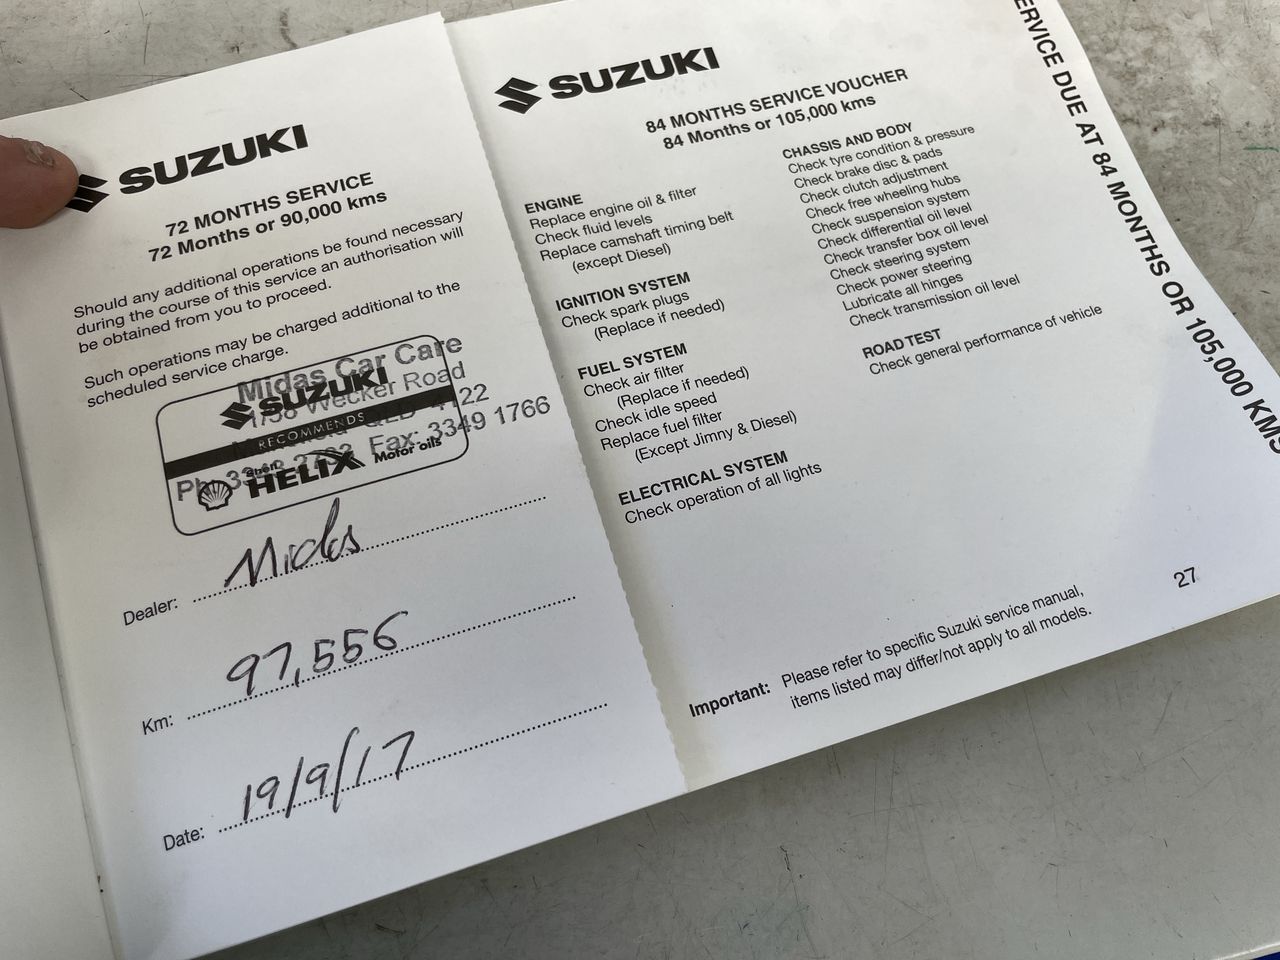 SUZUKI
72 MONTHS SERVICE
72 Months or 90,000 kms
Should any additional operations be found necessary
during the course of this service an authorisation will
be obtained from you to proceed.
Such operations may be charged additional to the
scheduled service charge.
Midas Car Care
SUZUKI
Wecker Road
RECOMMENDS
QLD 4122
Ph: Fax: 3349 1766
Shell
HELIX Motor oils
Dealer: Midas
Km: 97,556
Date: 19/9/17
SUZUKI
84 MONTHS SERVICE VOUCHER
84 Months or 105,000 kms
ENGINE
Replace engine oil & filter
Check fluid levels
Replace camshaft timing belt
(except Diesel)
IGNITION SYSTEM
Check spark plugs
(Replace if needed)
FUEL SYSTEM
Check air filter
(Replace if needed)
Check idle speed
Replace fuel filter
(Except Jimny & Diesel)
ELECTRICAL SYSTEM
Check operation of all lights
CHASSIS AND BODY
Check tyre condition & pressure
Check brake disc & pads
Check clutch adjustment
Check free wheeling hubs
Check suspension system
Check differential oil level
Check transfer box oil level
Check steering system
Check power steering
Lubricate all hinges
Check transmission oil level
ROAD TEST
Check general performance of vehicle
Important: Please refer to specific Suzuki service manual,
items listed may differ/not apply to all models.
27
ERVICE DUE AT 84 MONTHS OR 105,000 KMS